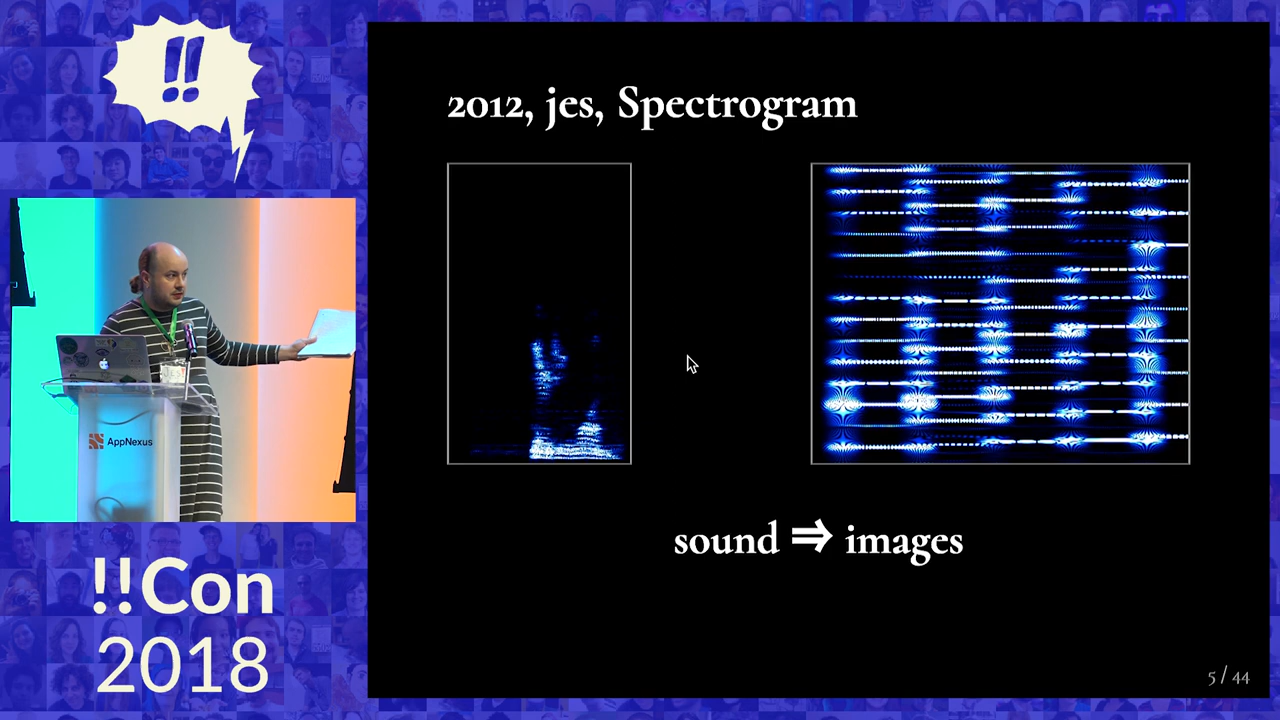 !!
2012, jes, Spectrogram
AppNexus
sound ⇒ images
!!Con
2018
5 / 44